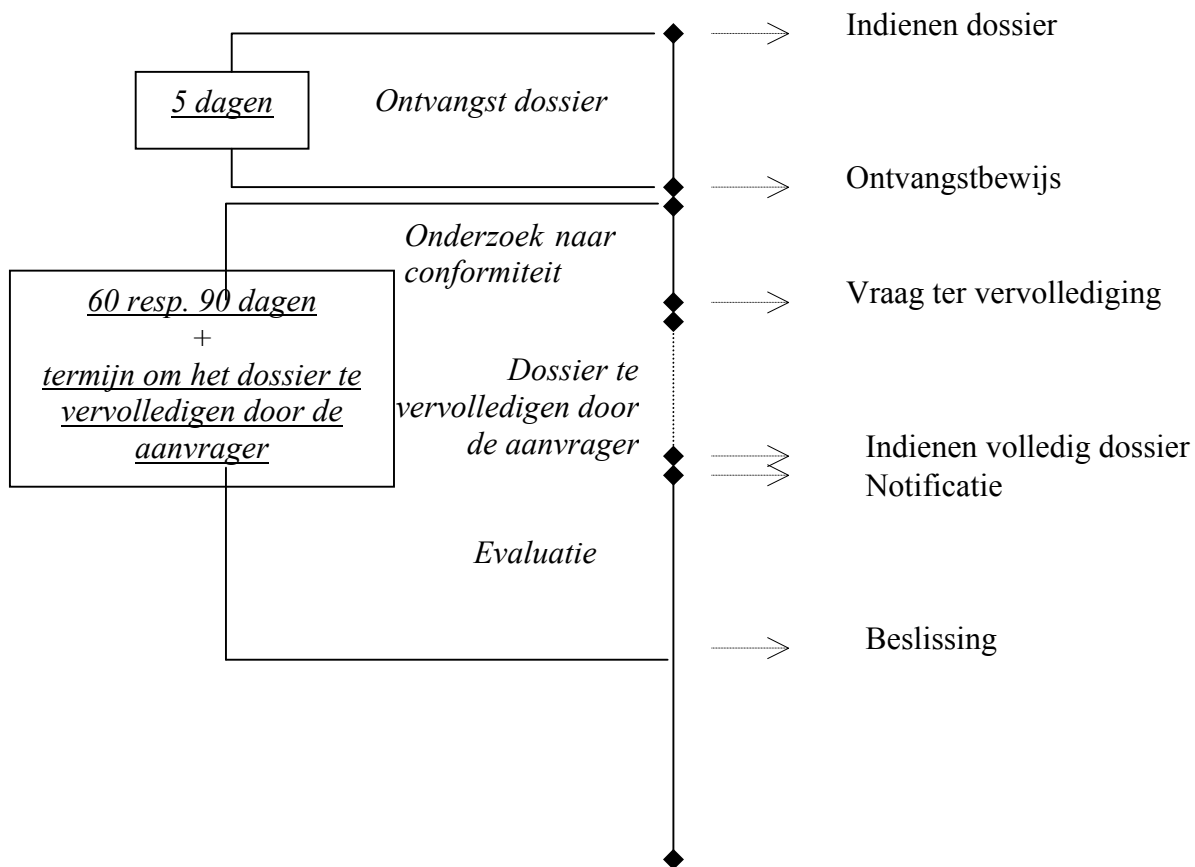 Indienen dossier
5 dagen
Ontvangst dossier
Ontvangstbewijs
Onderzoek naar
conformiteit
60 resp. 90 dagen
+
termijn om het dossier te
vervolledigen door de
aanvrager
Vraag ter vervollediging
Dossier te
vervolledigen door
de aanvrager
Indienen volledig dossier
Notificatie
Evaluatie
Beslissing